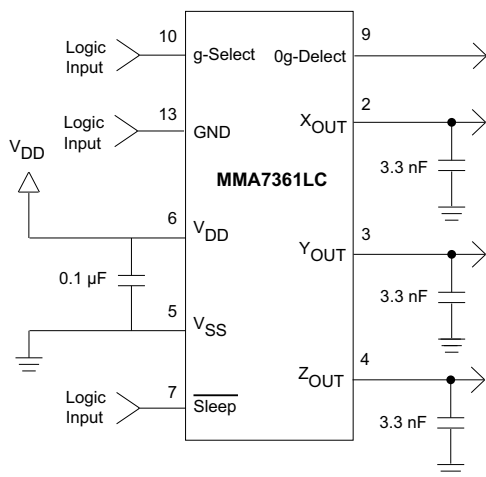 10
9
Logic
Input
g-Select
0g-Delect
13
2
Logic
Input
GND
XOUT
VDD
3.3 nF
MMA7361LC
6
3
VDD
YOUT
0.1 µF
3.3 nF
5
VSS
4
ZOUT
7
Logic
Input
Sleep
3.3 nF